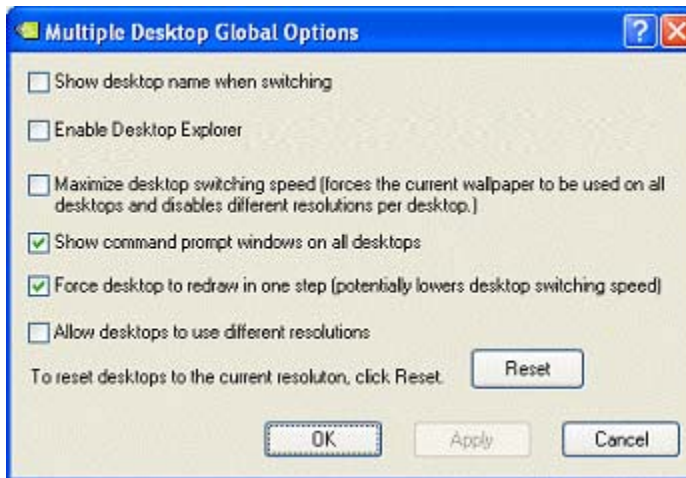 Multiple Desktop Global Options
Show desktop name when switching
Enable Desktop Explorer
Maximize desktop switching speed (forces the current wallpaper to be used on all
desktops and disables different resolutions per desktop.)
Show command prompt windows on all desktops
Force desktop to redraw in one step (potentially lowers desktop switching speed)
Allow desktops to use different resolutions
To reset desktops to the current resoluton, click Reset.
Reset
OK
Apply
Cancel